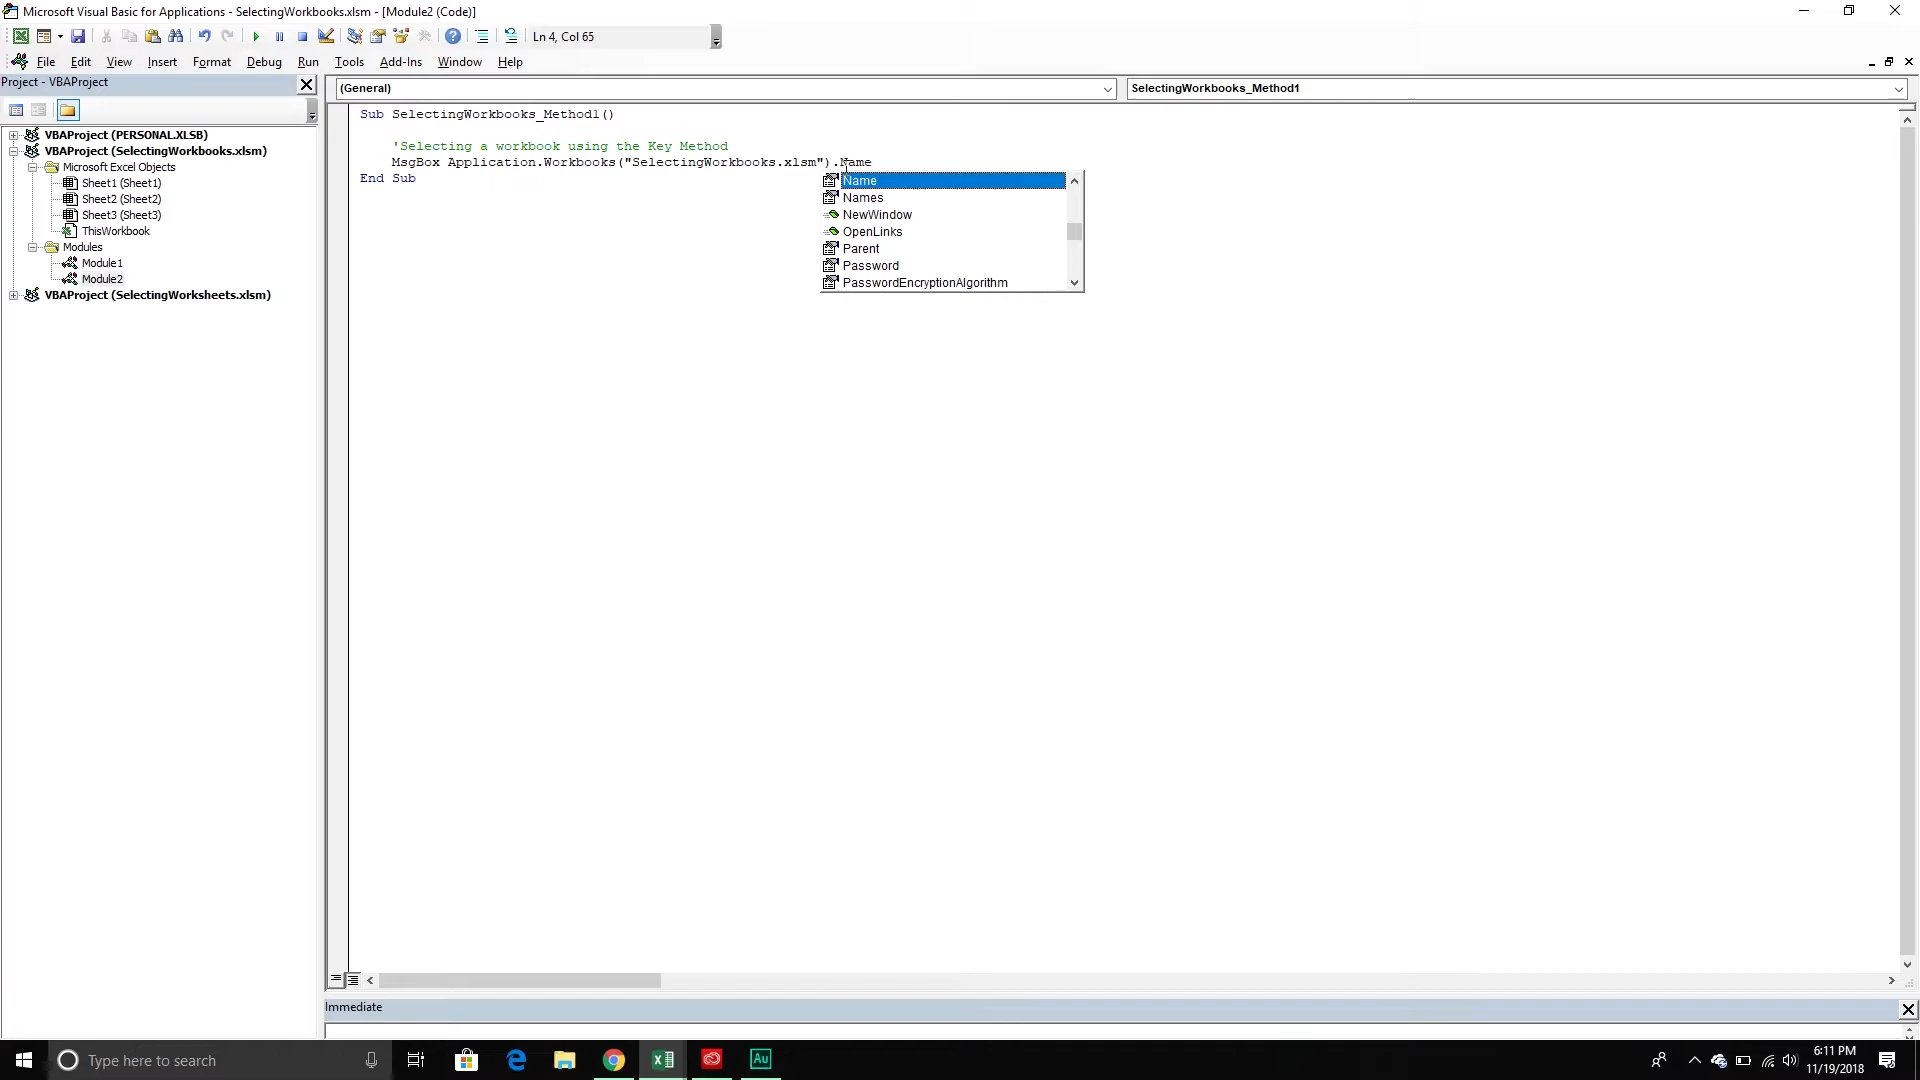 Microsoft Visual Basic for Applications - SelectingWorkbooks.xlsm - [Module2 (Code)]
Ln 4, Col 65
File Edit View Insert Format Debug Run Tools Add-Ins Window Help
Project - VBAProject
(General)
SelectingWorkbooks_Method1
VBAProject (PERSONAL.XLSB)
VBAProject (SelectingWorkbooks.xlsm)
Microsoft Excel Objects
Sheet1 (Sheet1)
Sheet2 (Sheet2)
Sheet3 (Sheet3)
ThisWorkbook
Modules
Module1
Module2
VBAProject (SelectingWorksheets.xlsm)
Sub SelectingWorkbooks_Method1()
'Selecting a workbook using the Key Method
MsgBox Application.Workbooks("SelectingWorkbooks.xlsm").Name
End Sub
Name
Names
NewWindow
OpenLinks
Parent
Password
PasswordEncryptionAlgorithm
Immediate
Type here to search
Au
6:11 PM
11/19/2018